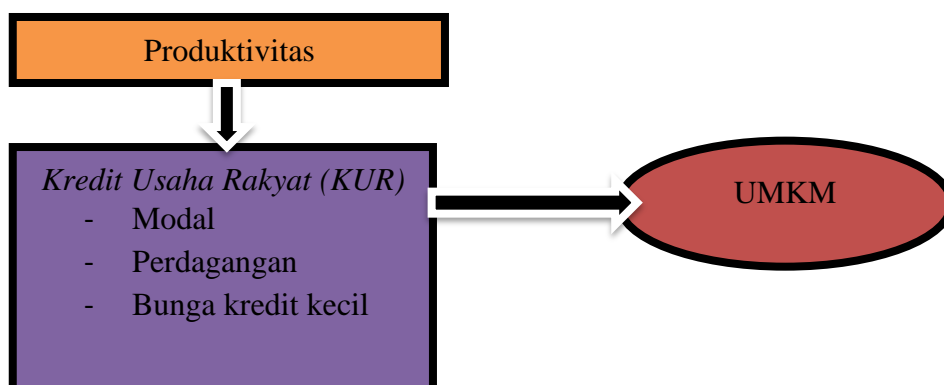 Produktivitas
Kredit Usaha Rakyat (KUR)
- Modal
- Perdagangan
- Bunga kredit kecil
UMKM